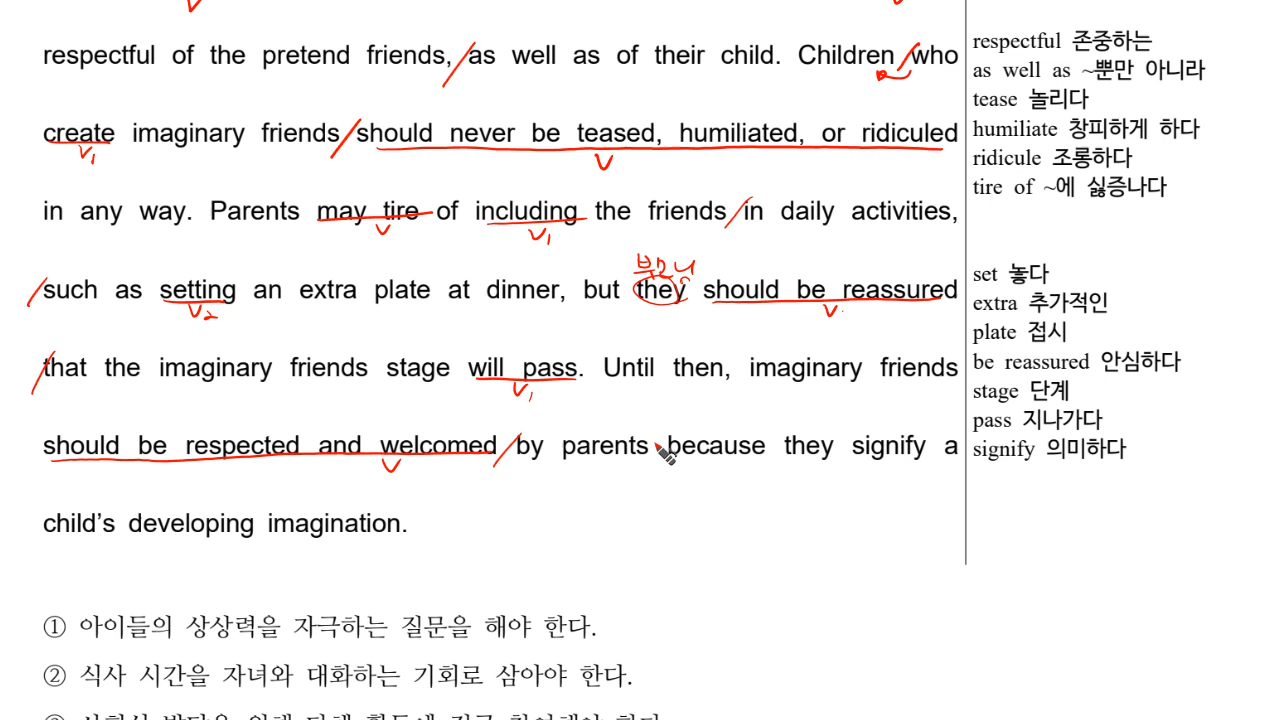 respectful of the pretend friends, as well as of their child. Children who
create imaginary friends should never be teased, humiliated, or ridiculed
in any way. Parents may tire of including the friends in daily activities,
부모님
such as setting an extra plate at dinner, but they should be reassured
that the imaginary friends stage will pass. Until then, imaginary friends
should be respected and welcomed by parents because they signify a
child's developing imagination.
respectful 존중하는
as well as ~뿐만 아니라
tease 놀리다
humiliate 창피하게 하다
ridicule 조롱하다
tire of ~에 싫증나다
set 놓다
extra 추가적인
plate 접시
be reassured 안심하다
stage 단계
pass 지나가다
signify 의미하다
V1
V
V
V1
V2
V
V1
V
① 아이들의 상상력을 자극하는 질문을 해야 한다.
② 식사 시간을 자녀와 대화하는 기회로 삼아야 한다.